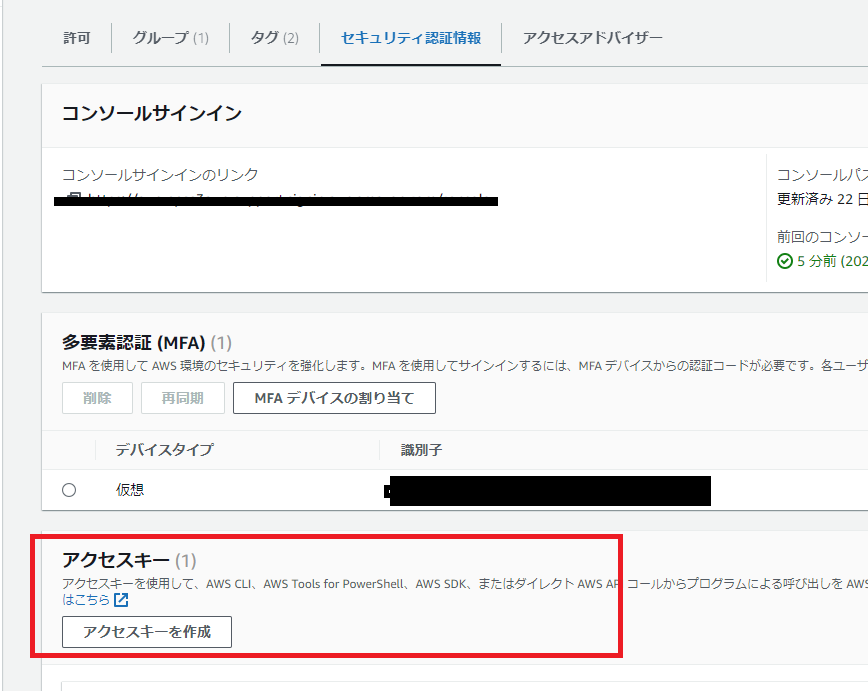 許可 グループ (1) タグ (2) セキュリティ認証情報 アクセスアドバイザー
コンソールサインイン
コンソールサインインのリンク
コンソールパス
更新済み 22 日
前回のコンソー
5 分前 (202
多要素認証 (MFA) (1)
MFA を使用して AWS 環境のセキュリティを強化します。MFA を使用してサインインするには、MFA デバイスからの認証コードが必要です。各ユーザ
削除 再同期 MFA デバイスの割り当て
デバイスタイプ 識別子
仮想
アクセスキー (1)
アクセスキーを使用して、AWS CLI、AWS Tools for PowerShell、AWS SDK、またはダイレクト AWS AP コールからプログラムによる呼び出しを AWS
はこちら
アクセスキーを作成